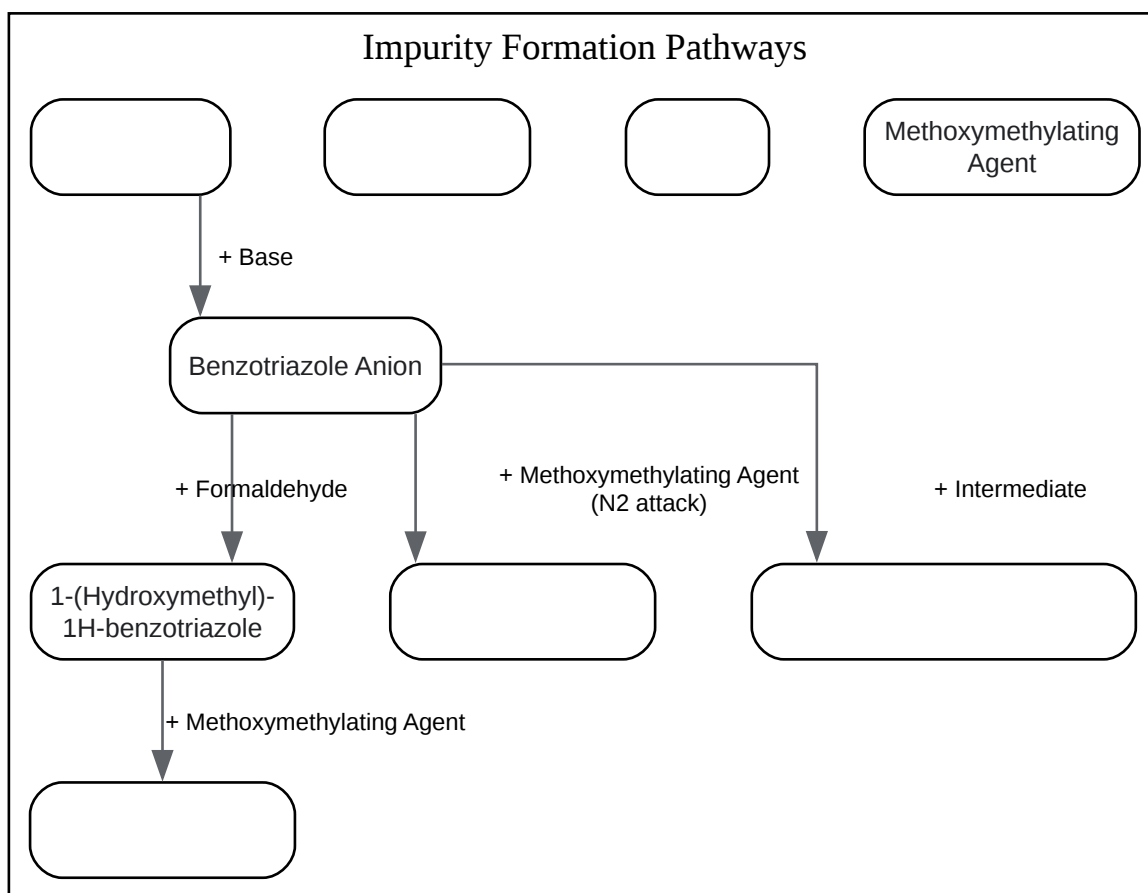 Impurity Formation Pathways
Methoxymethylating
Agent
+ Base
Benzotriazole Anion
+ Formaldehyde
+ Methoxymethylating Agent
(N2 attack)
+ Intermediate
1-(Hydroxymethyl)-
1H-benzotriazole
+ Methoxymethylating Agent